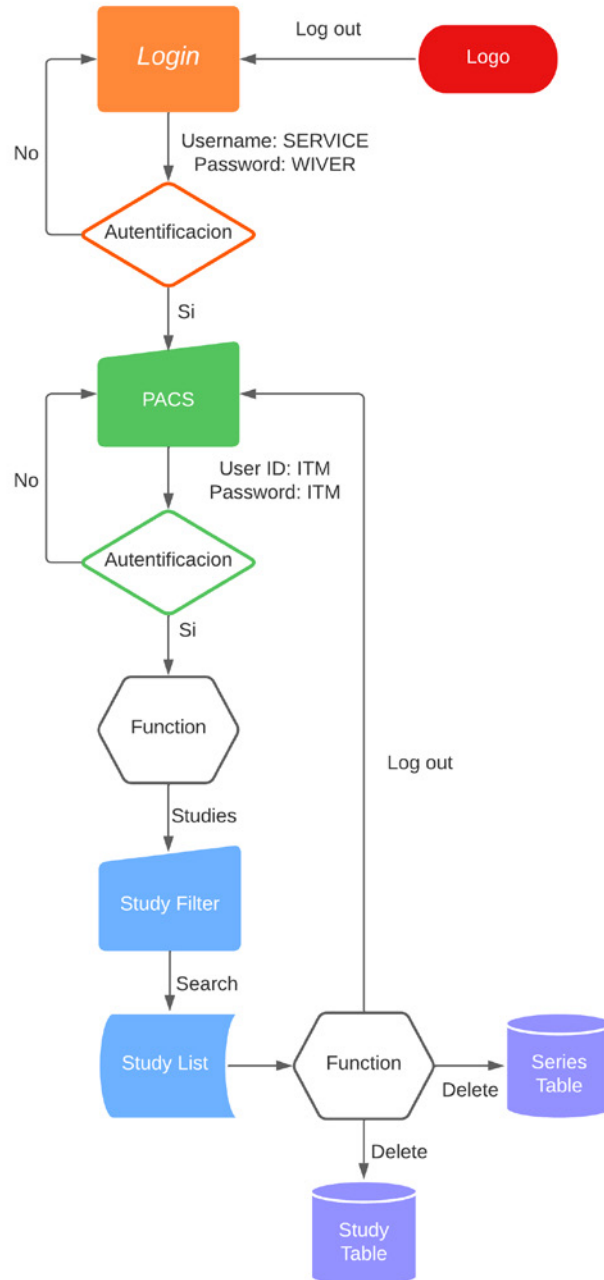 Log out
Login
Logo
No
Username: SERVICE
Password: WIVER
Autentificacion
Si
PACS
No
User ID: ITM
Password: ITM
Autentificacion
Si
Function
Log out
Studies
Study Filter
Search
Study List
Function
Series
Table
Delete
Delete
Study
Table